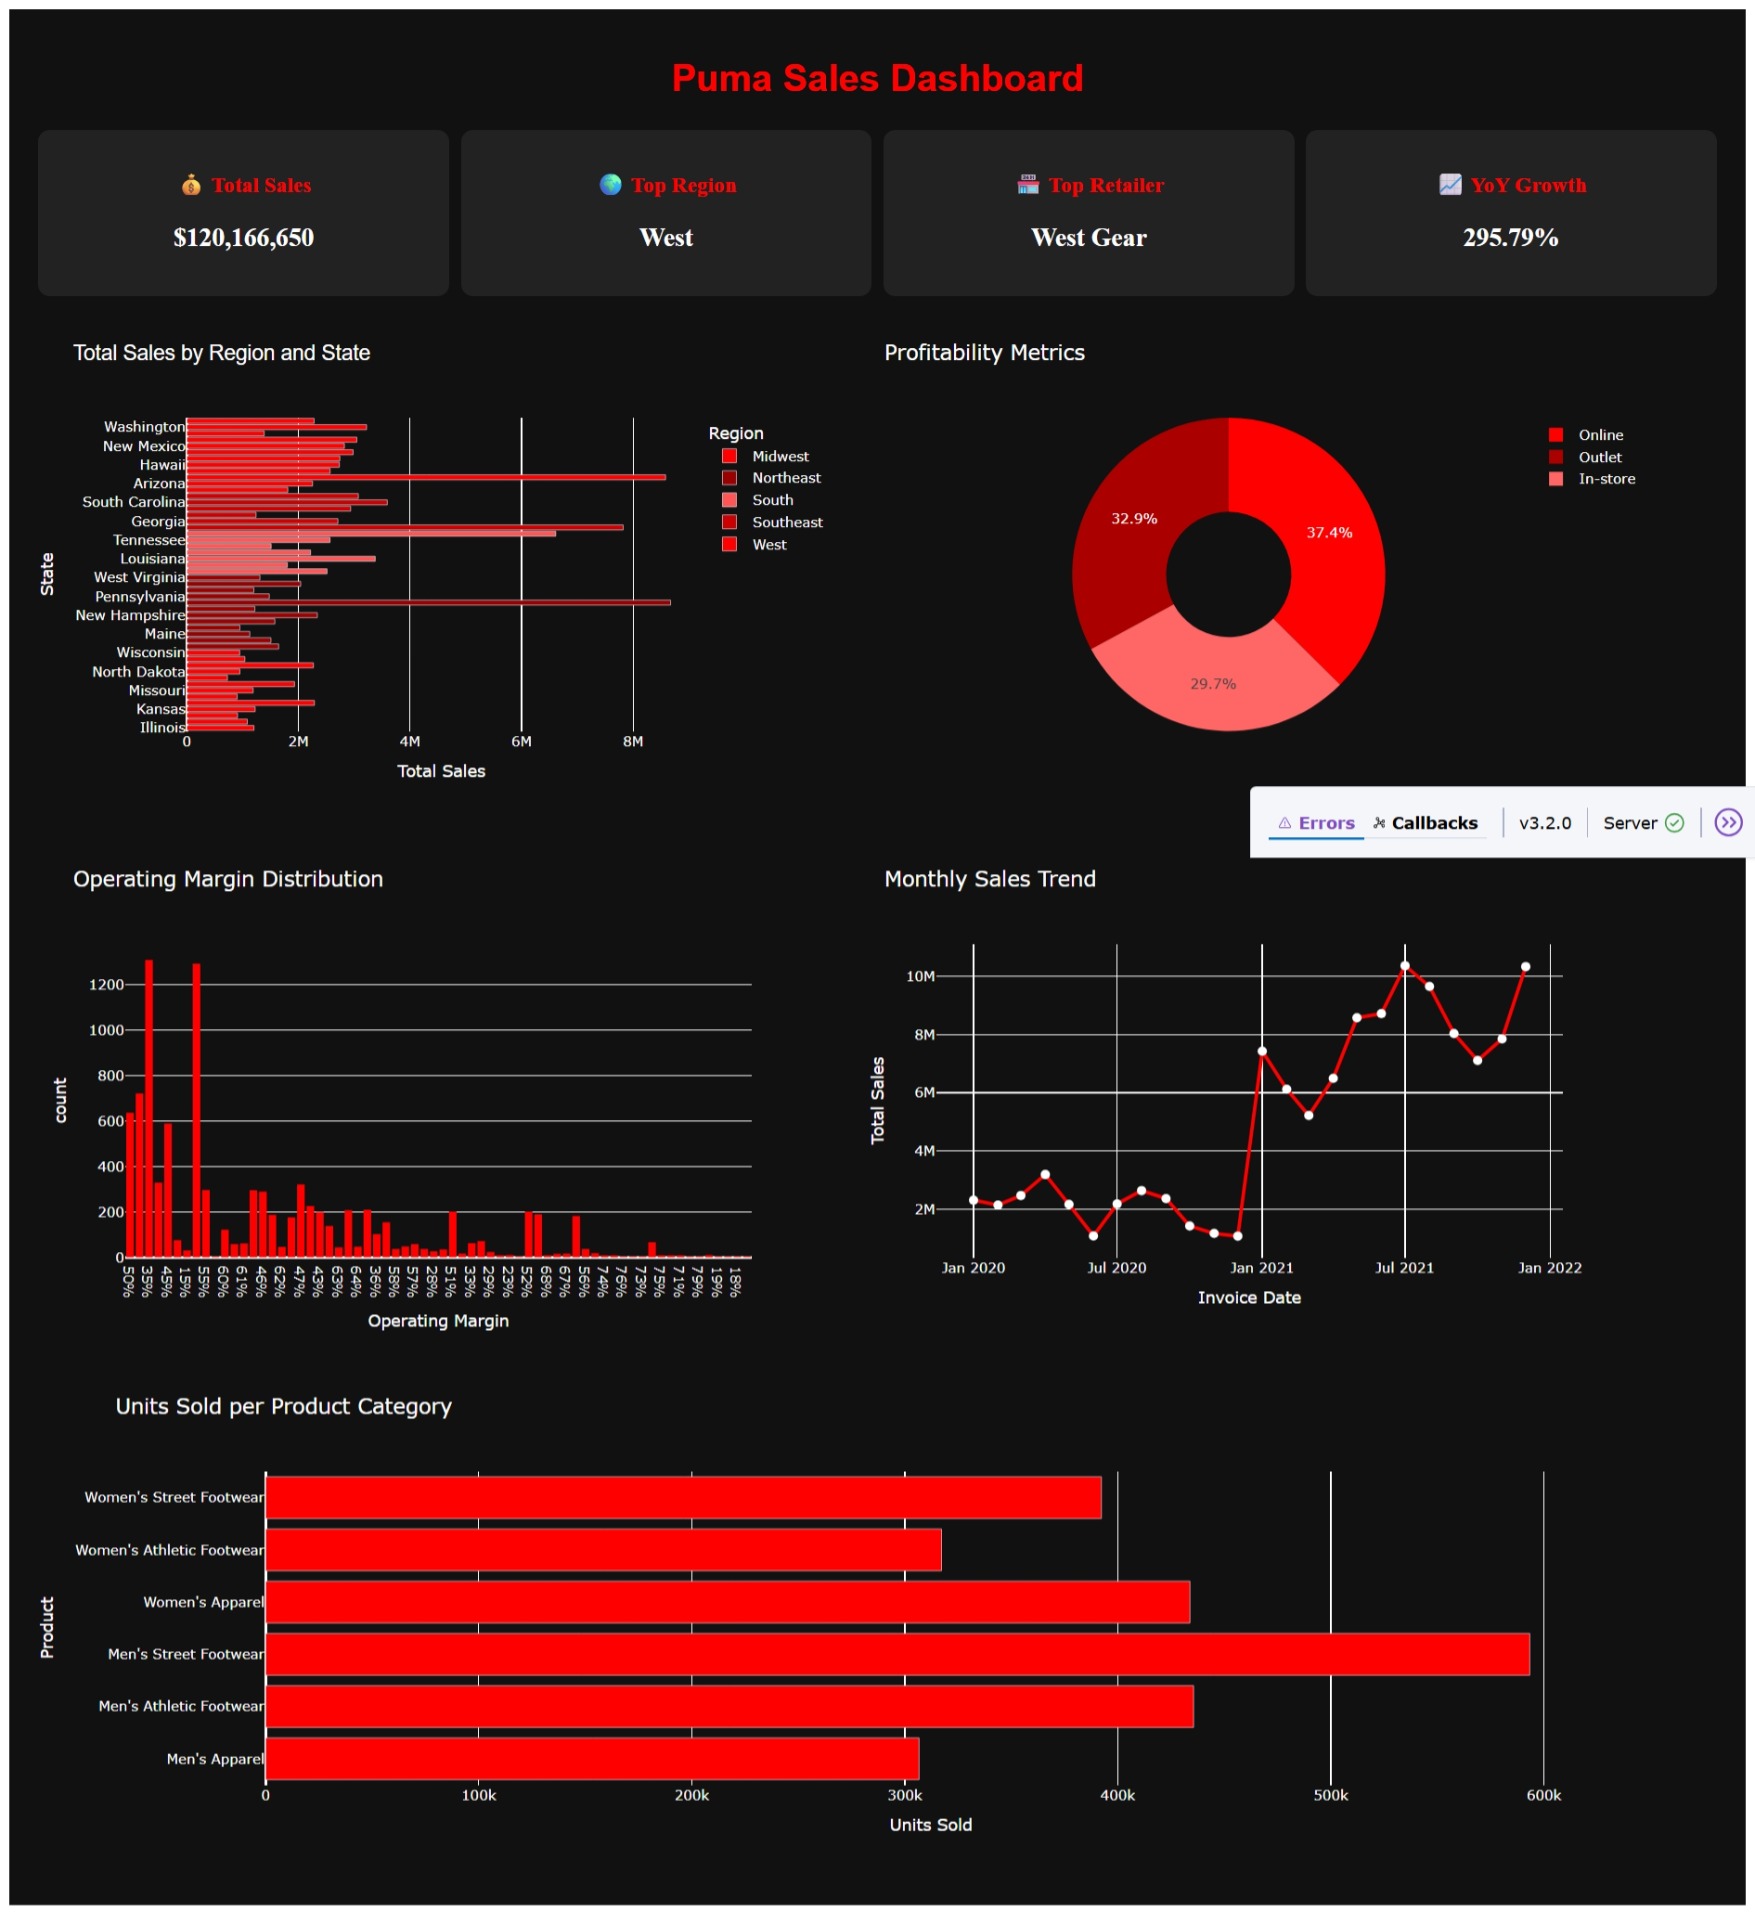 Puma Sales Dashboard
💰 Total Sales
$120,166,650
🌍 Top Region
West
🏪 Top Retailer
West Gear
📈 YoY Growth
295.79%
Total Sales by Region and State
State
Washington
New Mexico
Hawaii
Arizona
South Carolina
Georgia
Tennessee
Louisiana
West Virginia
Pennsylvania
New Hampshire
Maine
Wisconsin
North Dakota
Missouri
Kansas
Illinois
0 2M 4M 6M 8M
Total Sales
Region
Midwest
Northeast
South
Southeast
West
Profitability Metrics
32.9%
37.4%
29.7%
Online
Outlet
In-store
Errors Callbacks v3.2.0 Server
Operating Margin Distribution
count
1200
1000
800
600
400
200
0
50% 35% 45% 15% 55% 60% 61% 46% 62% 47% 43% 63% 64% 36% 58% 57% 28% 51% 33% 29% 23% 52% 68% 67% 56% 74% 76% 73% 75% 71% 79% 19% 18%
Operating Margin
Monthly Sales Trend
Total Sales
10M
8M
6M
4M
2M
Jan 2020 Jul 2020 Jan 2021 Jul 2021 Jan 2022
Invoice Date
Units Sold per Product Category
Product
Women's Street Footwear
Women's Athletic Footwear
Women's Apparel
Men's Street Footwear
Men's Athletic Footwear
Men's Apparel
0 100k 200k 300k 400k 500k 600k
Units Sold